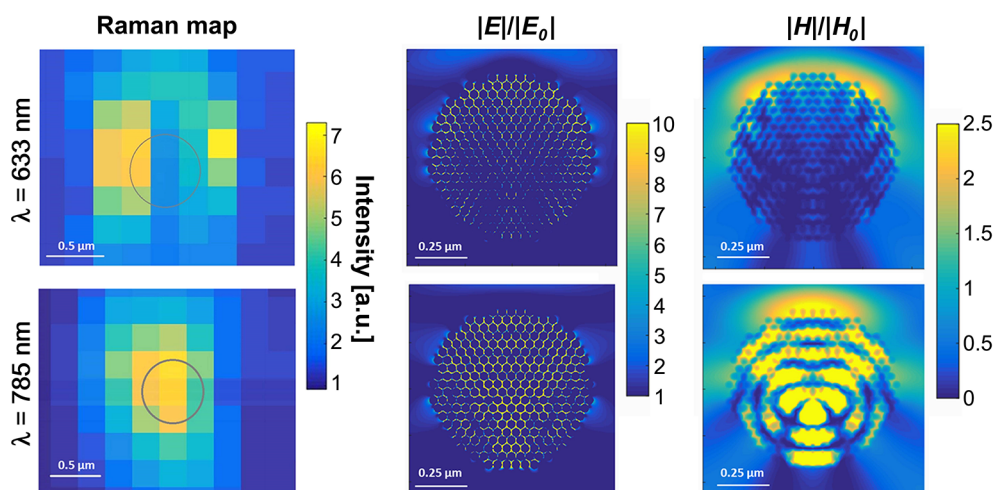 Raman map
|E|/|E₀|
|H|/|H₀|
λ = 633 nm
0.5 μm
0.25 μm
0.25 μm
7
6
5
4
3
2
1
Intensity [a.u.]
10
9
8
7
6
5
4
3
2
1
2.5
2
1.5
1
0.5
0
λ = 785 nm
0.5 μm
0.25 μm
0.25 μm